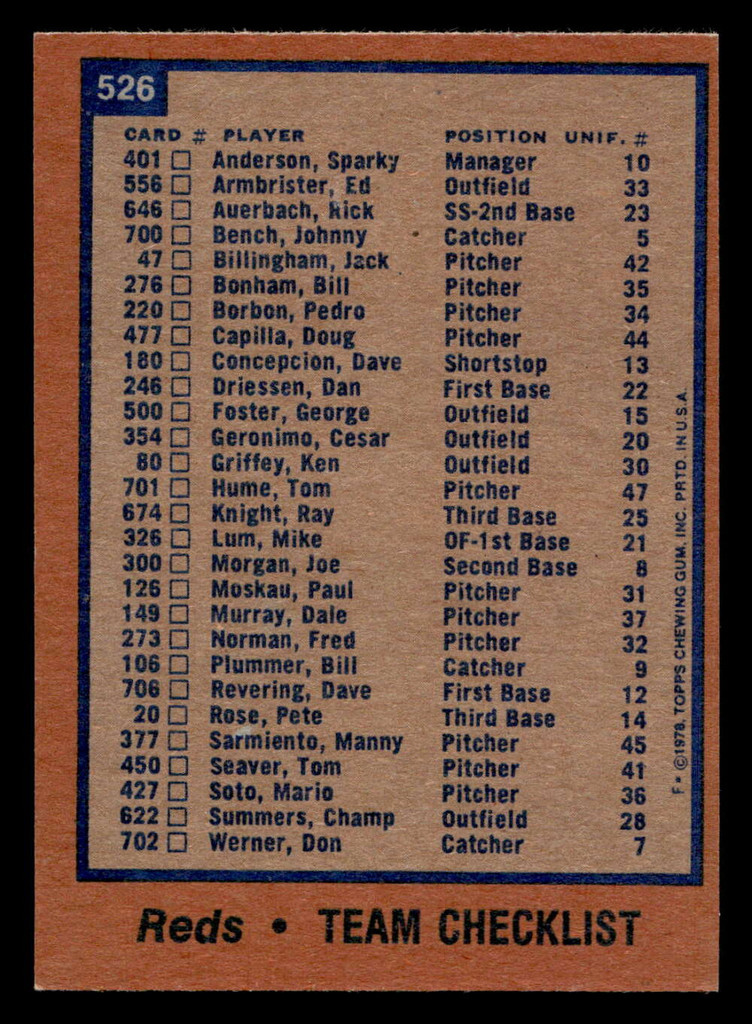 526
CARD # PLAYER POSITION UNIF. #
401 Anderson, Sparky Manager 10
556 Armbrister, Ed Outfield 33
646 Auerbach, Rick SS-2nd Base 23
700 Bench, Johnny Catcher 5
47 Billingham, Jack Pitcher 42
276 Bonham, Bill Pitcher 35
220 Borbon, Pedro Pitcher 34
477 Capilla, Doug Pitcher 44
180 Concepcion, Dave Shortstop 13
246 Driessen, Dan First Base 22
500 Foster, George Outfield 15
354 Geronimo, Cesar Outfield 20
80 Griffey, Ken Outfield 30
701 Hume, Tom Pitcher 47
674 Knight, Ray Third Base 25
326 Lum, Mike OF-1st Base 21
300 Morgan, Joe Second Base 8
126 Moskau, Paul Pitcher 31
149 Murray, Dale Pitcher 37
273 Norman, Fred Pitcher 32
106 Plummer, Bill Catcher 9
706 Revering, Dave First Base 12
20 Rose, Pete Third Base 14
377 Sarmiento, Manny Pitcher 45
450 Seaver, Tom Pitcher 41
427 Soto, Mario Pitcher 36
622 Summers, Champ Outfield 28
702 Werner, Don Catcher 7
F* ©1978. TOPPS CHEWING GUM, INC. PRTD. IN U.S.A.
Reds • TEAM CHECKLIST